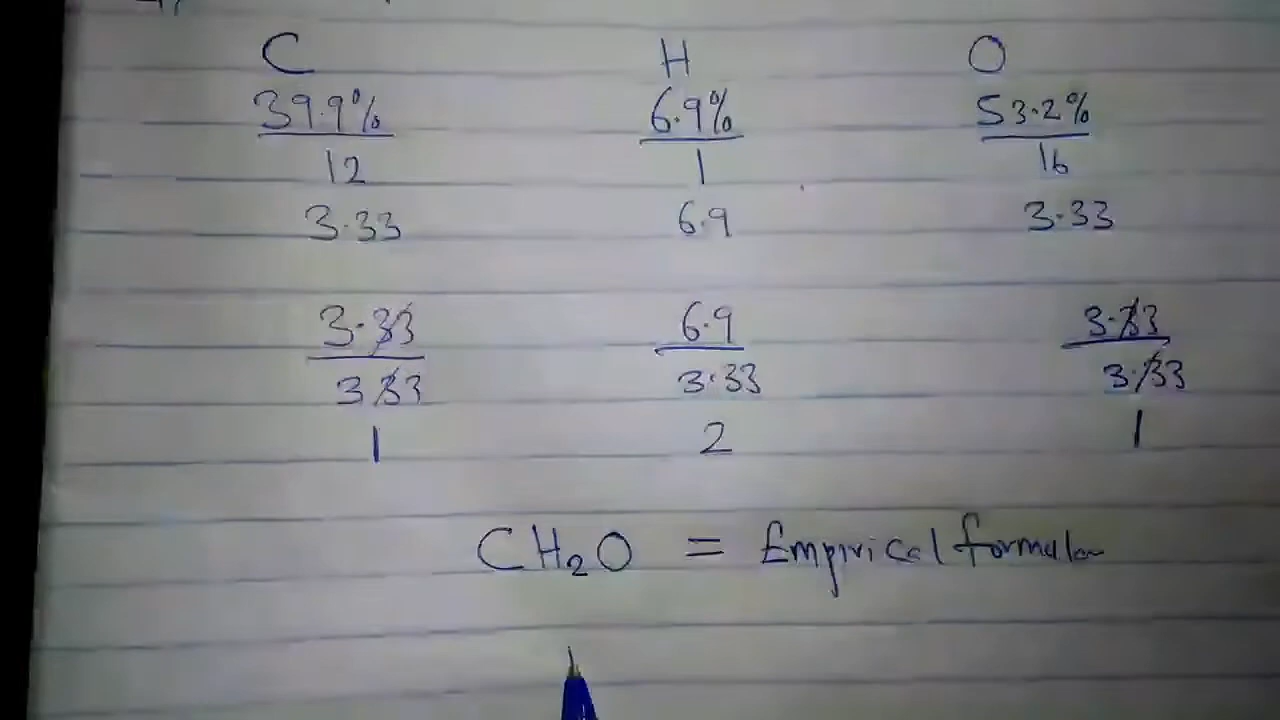 C H O
39.9% 6.9% 53.2%
12 1 16
3.33 6.9 3.33
3.33 6.9 3.33
3.33 3.33 3.33
1 2 1
CH₂O = Empirical formula